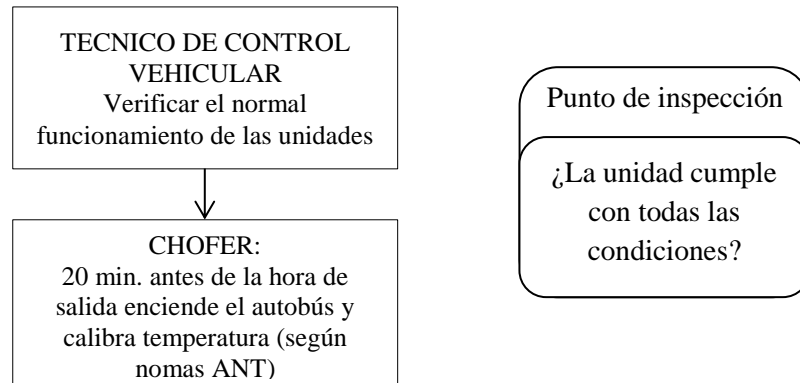 TECNICO DE CONTROL
VEHICULAR
Verificar el normal
funcionamiento de las unidades
CHOFER:
20 min. antes de la hora de
salida enciende el autobús y
calibra temperatura (según
nomas ANT)
Punto de inspección
¿La unidad cumple
con todas las
condiciones?